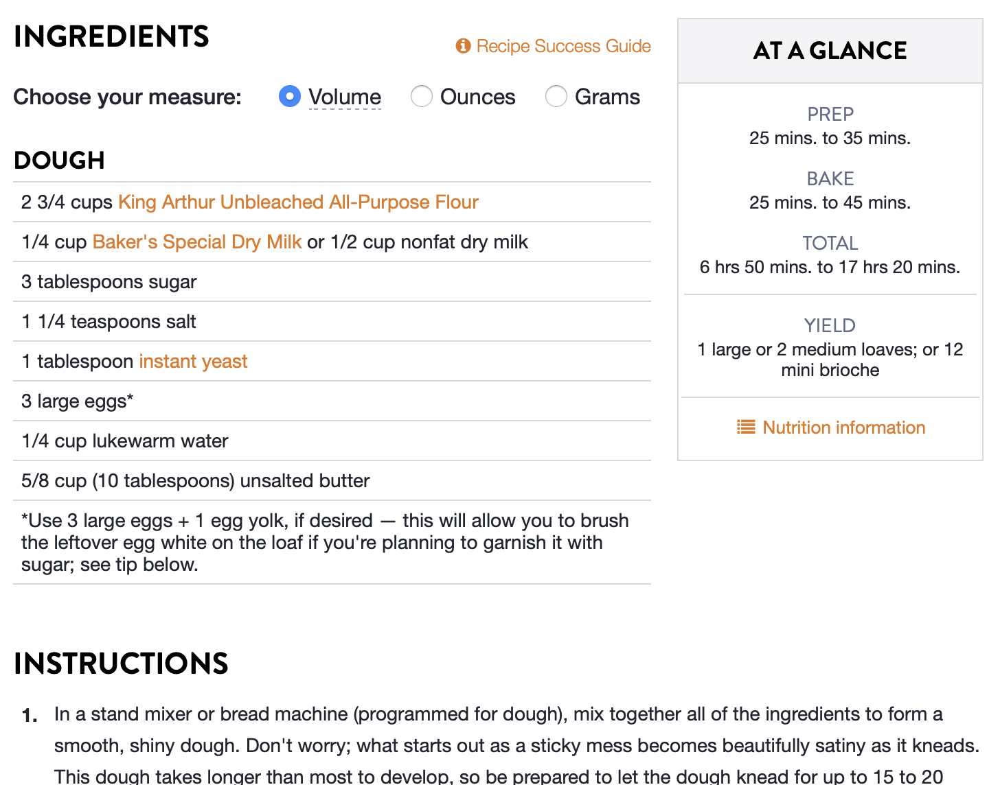 INGREDIENTS
Recipe Success Guide
Choose your measure: Volume Ounces Grams
DOUGH
2 3/4 cups King Arthur Unbleached All-Purpose Flour
1/4 cup Baker's Special Dry Milk or 1/2 cup nonfat dry milk
3 tablespoons sugar
1 1/4 teaspoons salt
1 tablespoon instant yeast
3 large eggs*
1/4 cup lukewarm water
5/8 cup (10 tablespoons) unsalted butter
*Use 3 large eggs + 1 egg yolk, if desired — this will allow you to brush
the leftover egg white on the loaf if you're planning to garnish it with
sugar; see tip below.
AT A GLANCE
PREP
25 mins. to 35 mins.
BAKE
25 mins. to 45 mins.
TOTAL
6 hrs 50 mins. to 17 hrs 20 mins.
YIELD
1 large or 2 medium loaves; or 12
mini brioche
Nutrition information
INSTRUCTIONS
1. In a stand mixer or bread machine (programmed for dough), mix together all of the ingredients to form a
smooth, shiny dough. Don't worry; what starts out as a sticky mess becomes beautifully satiny as it kneads.
This dough takes longer than most to develop, so be prepared to let the dough knead for up to 15 to 20